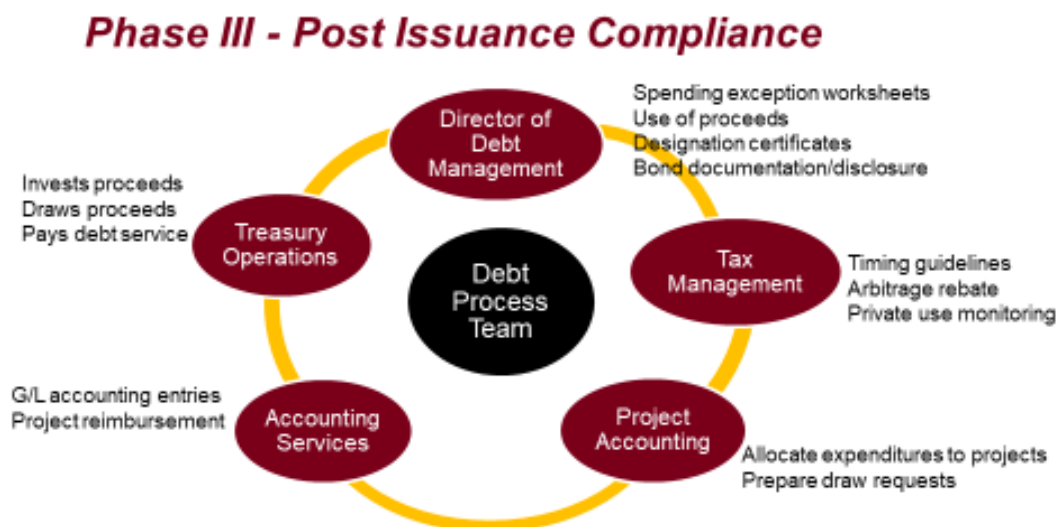 Phase III - Post Issuance Compliance
Director of
Debt
Management
Spending exception worksheets
Use of proceeds
Designation certificates
Bond documentation/disclosure
Invests proceeds
Draws proceeds
Pays debt service
Treasury
Operations
Debt
Process
Team
Tax
Management
Timing guidelines
Arbitrage rebate
Private use monitoring
G/L accounting entries
Project reimbursement
Accounting
Services
Project
Accounting
Allocate expenditures to projects
Prepare draw requests